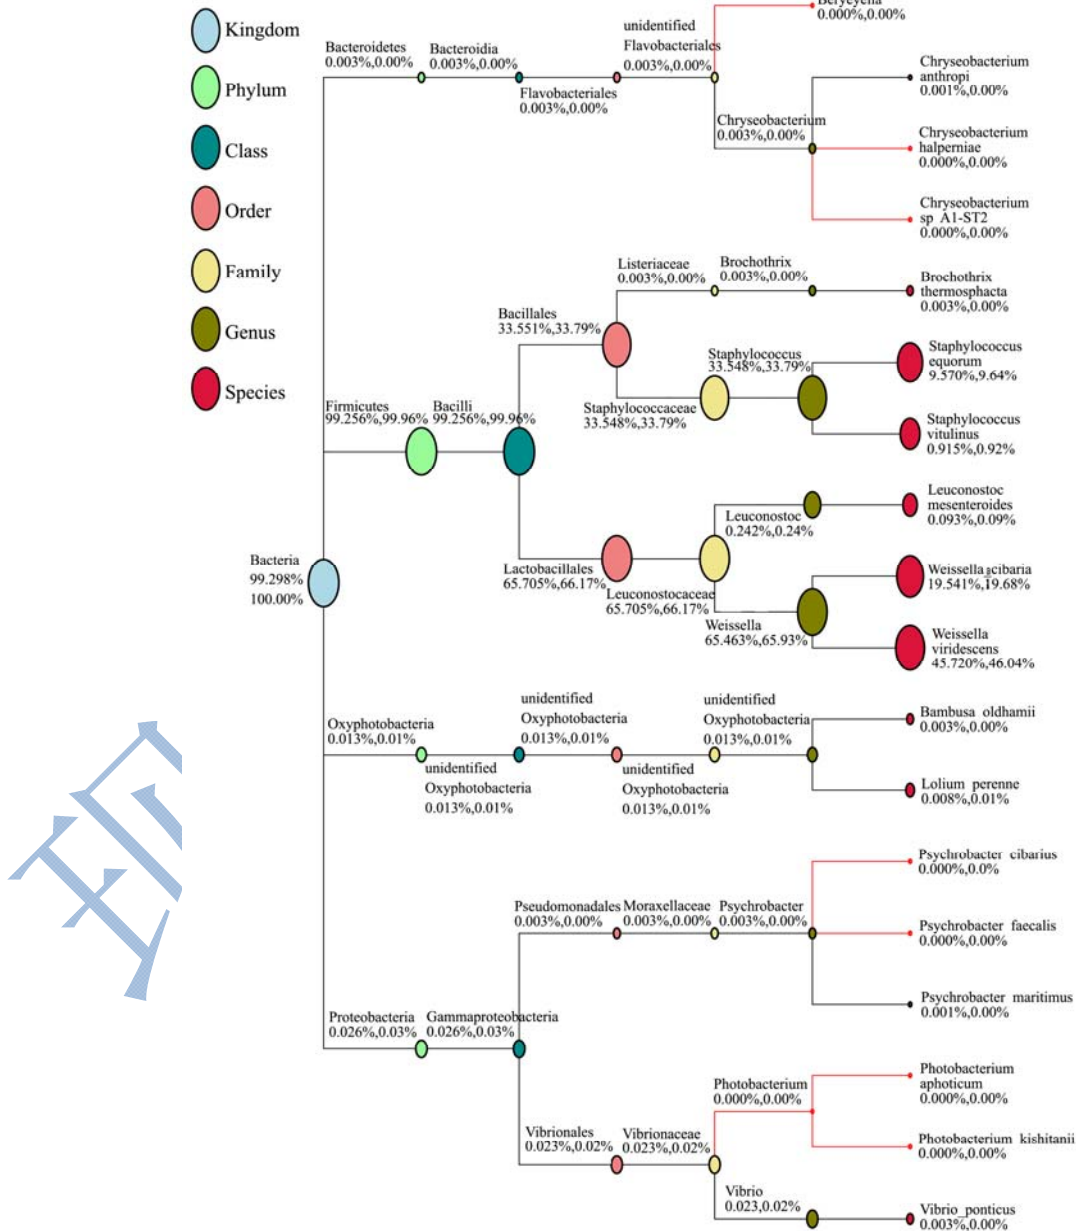 Kingdom
Phylum
Class
Order
Family
Genus
Species
Bacteria
99.298%
100.00%
Bacteroidetes
0.003%,0.00%
Bacteroidia
0.003%,0.00%
Flavobacteriales
0.003%,0.00%
unidentified
Flavobacteriales
0.003%,0.00%
0.000%,0.00%
Chryseobacterium
0.003%,0.00%
Chryseobacterium
anthropi
0.001%,0.00%
Chryseobacterium
halperniae
0.000%,0.00%
Chryseobacterium
sp A1-ST2
0.000%,0.00%
Firmicutes
99.256%,99.96%
Bacilli
99.256%,99.96%
Bacillales
33.551%,33.79%
Listeriaceae
0.003%,0.00%
Brochothrix
0.003%,0.00%
Brochothrix
thermosphacta
0.003%,0.00%
Staphylococcaceae
33.548%,33.79%
Staphylococcus
33.548%,33.79%
Staphylococcus
equorum
9.570%,9.64%
Staphylococcus
vitulinus
0.915%,0.92%
Lactobacillales
65.705%,66.17%
Leuconostocaceae
65.705%,66.17%
Leuconostoc
0.242%,0.24%
Leuconostoc
mesenteroides
0.093%,0.09%
Weissella
65.463%,65.93%
Weissella cibaria
19.541%,19.68%
Weissella
viridescens
45.720%,46.04%
Oxyphotobacteria
0.013%,0.01%
unidentified
Oxyphotobacteria
0.013%,0.01%
unidentified
Oxyphotobacteria
0.013%,0.01%
unidentified
Oxyphotobacteria
0.013%,0.01%
unidentified
Oxyphotobacteria
0.013%,0.01%
Bambusa oldhamii
0.003%,0.00%
Lolium perenne
0.008%,0.01%
Proteobacteria
0.026%,0.03%
Gammaproteobacteria
0.026%,0.03%
Pseudomonadales
0.003%,0.00%
Moraxellaceae
0.003%,0.00%
Psychrobacter
0.003%,0.00%
Psychrobacter cibarius
0.000%,0.0%
Psychrobacter faecalis
0.000%,0.00%
Psychrobacter maritimus
0.001%,0.00%
Vibrionales
0.023%,0.02%
Vibrionaceae
0.023%,0.02%
Photobacterium
0.000%,0.00%
Photobacterium
aphoticum
0.000%,0.00%
Photobacterium kishitanii
0.000%,0.00%
Vibrio
0.023,0.02%
Vibrio ponticus
0.003%,0.00%